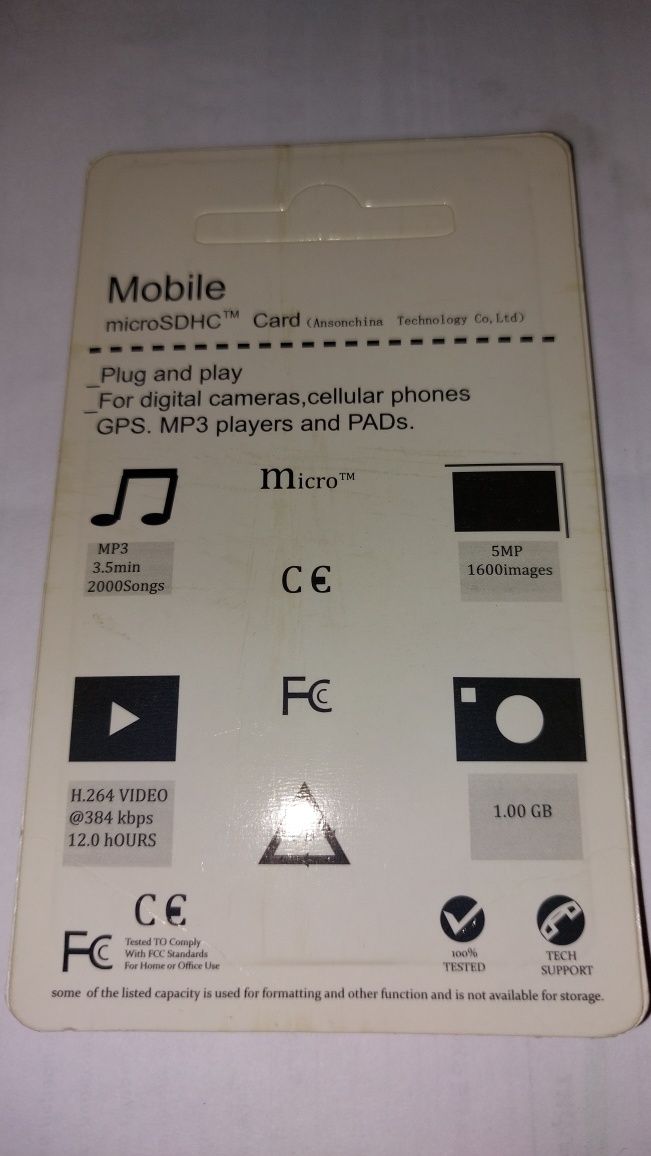 Mobile
microSDHC™ Card (Ansonchina Technology Co,Ltd)
_Plug and play
_For digital cameras,cellular phones
GPS. MP3 players and PADs.
micro™
MP3
3.5min
2000Songs
CE
5MP
1600images
FC
H.264 VIDEO
@384 kbps
12.0 hOURS
1.00 GB
CE
FC
Tested TO Comply
With FCC Standards
For Home or Office Use
100%
TESTED
TECH
SUPPORT
some of the listed capacity is used for formatting and other function and is not available for storage.